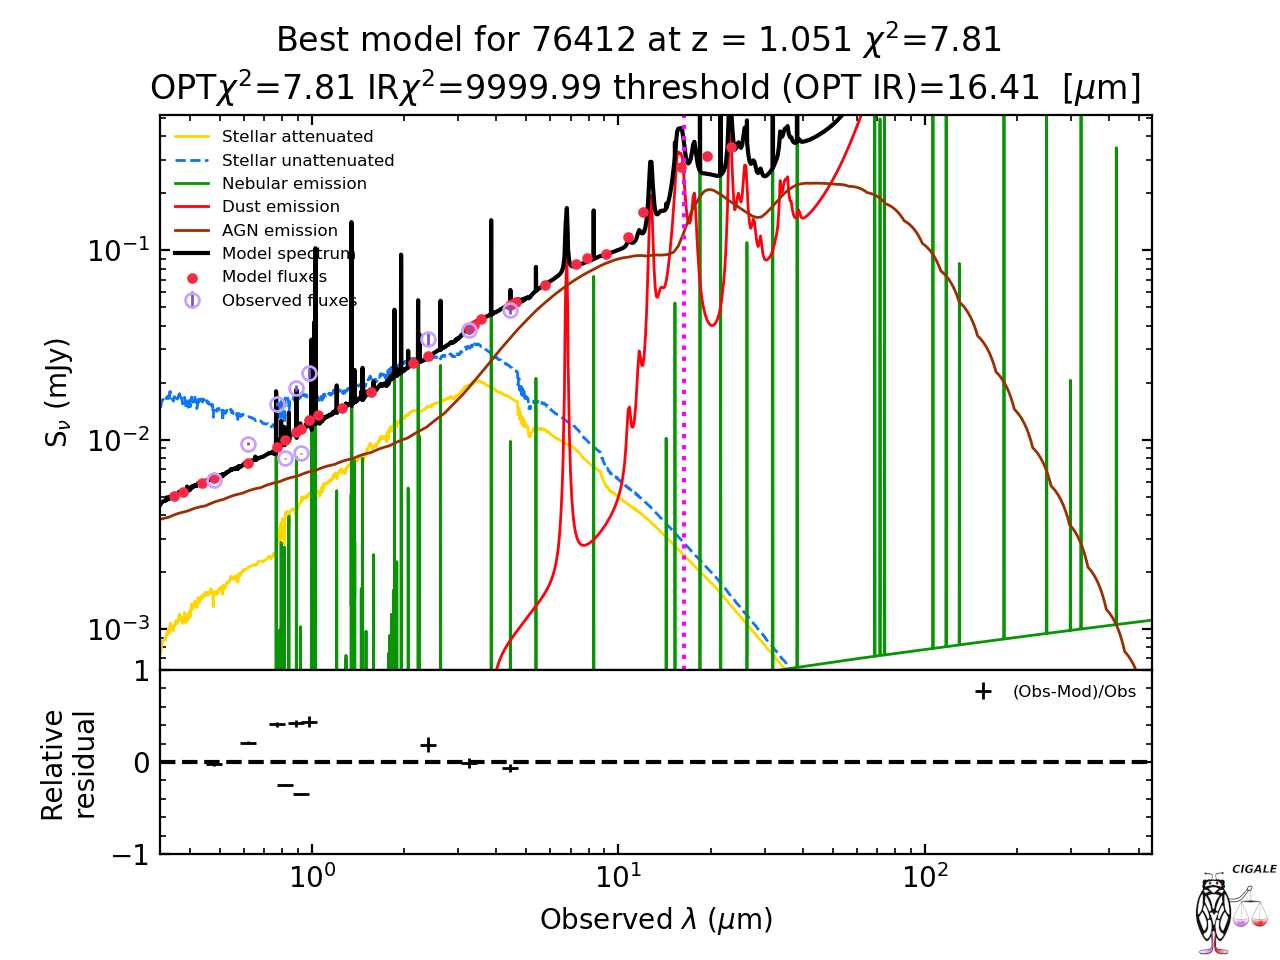 Best model for 76412 at z = 1.051 χ²=7.81
OPTχ²=7.81 IRχ²=9999.99 threshold (OPT IR)=16.41 [μm]
Stellar attenuated
Stellar unattenuated
Nebular emission
Dust emission
AGN emission
Model spectrum
Model fluxes
Observed fluxes
10⁻¹
10⁻²
10⁻³
S_ν (mJy)
1
0
−1
Relative
residual
(Obs-Mod)/Obs
10⁰ 10¹ 10²
Observed λ (μm)
CIGALE